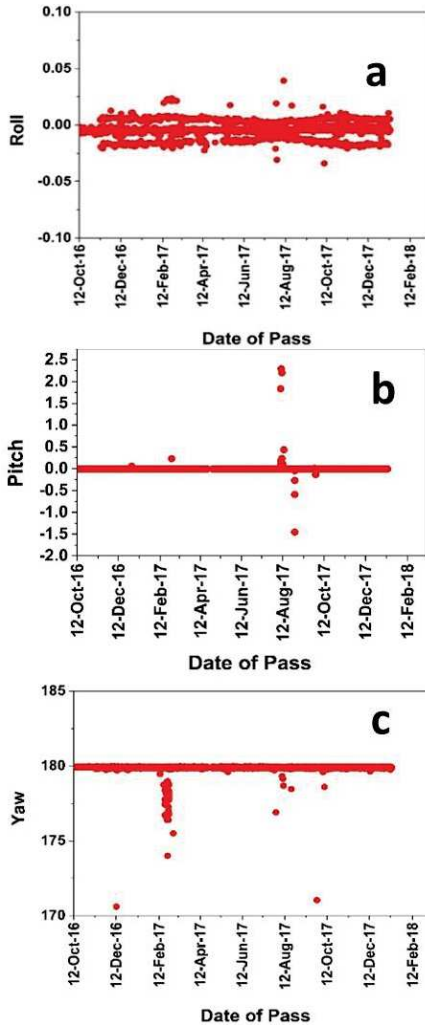 0.10
a
0.05
Roll
0.00
-0.05
-0.10
12-Oct-16
12-Dec-16
12-Feb-17
12-Apr-17
12-Jun-17
12-Aug-17
12-Oct-17
12-Dec-17
12-Feb-18
Date of Pass
2.5
b
2.0
1.5
1.0
Pitch
0.5
0.0
-0.5
-1.0
-1.5
-2.0
12-Oct-16
12-Dec-16
12-Feb-17
12-Apr-17
12-Jun-17
12-Aug-17
12-Oct-17
12-Dec-17
12-Feb-18
Date of Pass
185
c
180
Yaw
175
170
12-Oct-16
12-Dec-16
12-Feb-17
12-Apr-17
12-Jun-17
12-Aug-17
12-Oct-17
12-Dec-17
12-Feb-18
Date of Pass